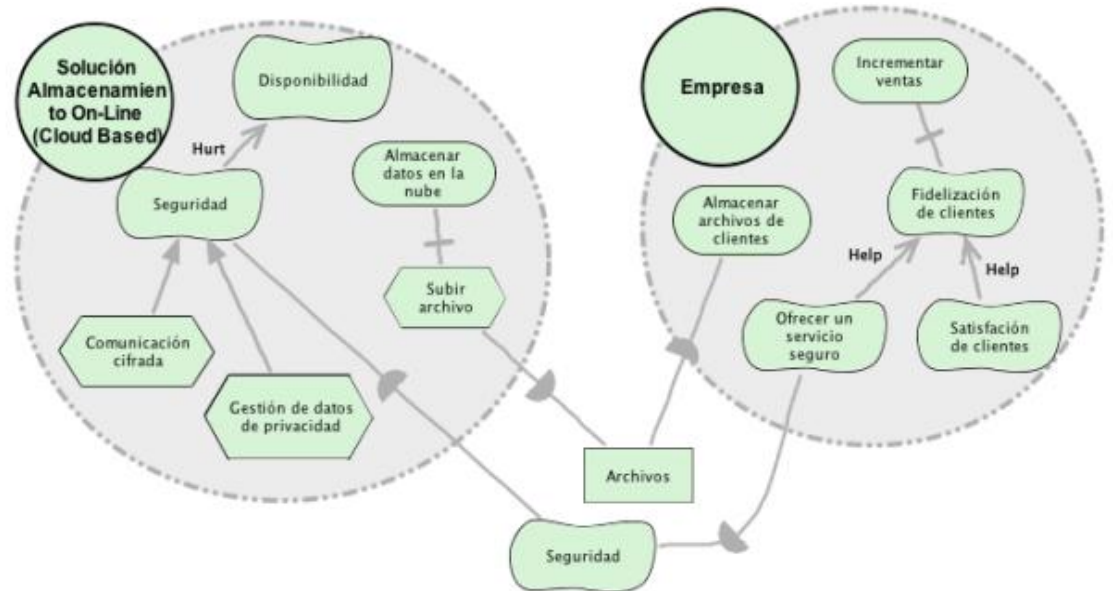 Solución
Almacenamien
to On-Line
(Cloud Based)
Disponibilidad
Hurt
Seguridad
Almacenar
datos en la
nube
Subir
archivo
Comunicación
cifrada
Gestión de datos
de privacidad
Empresa
Incrementar
ventas
Almacenar
archivos de
clientes
Fidelización
de clientes
Help
Help
Ofrecer un
servicio
seguro
Satisfación
de clientes
Archivos
Seguridad